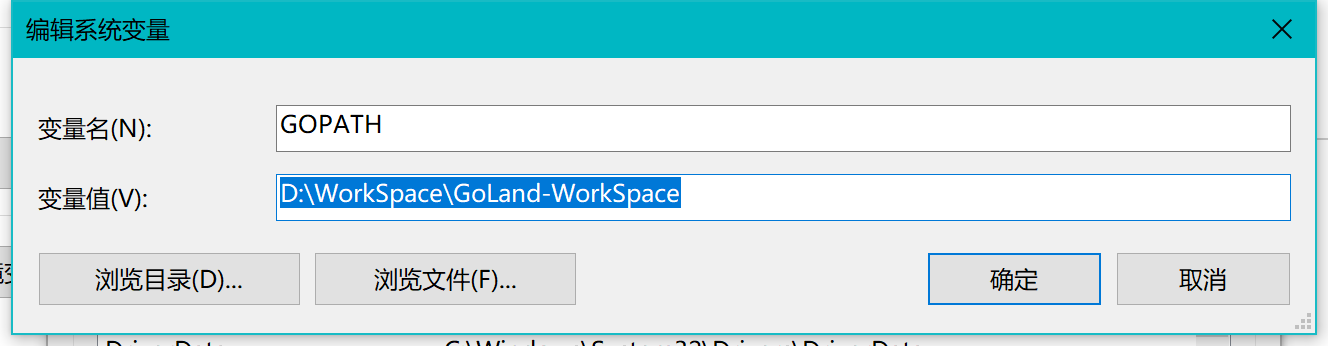 编辑系统变量
变量名(N):
GOPATH
变量值(V):
D:\WorkSpace\GoLand-WorkSpace
浏览目录(D)...
浏览文件(F)...
确定
取消